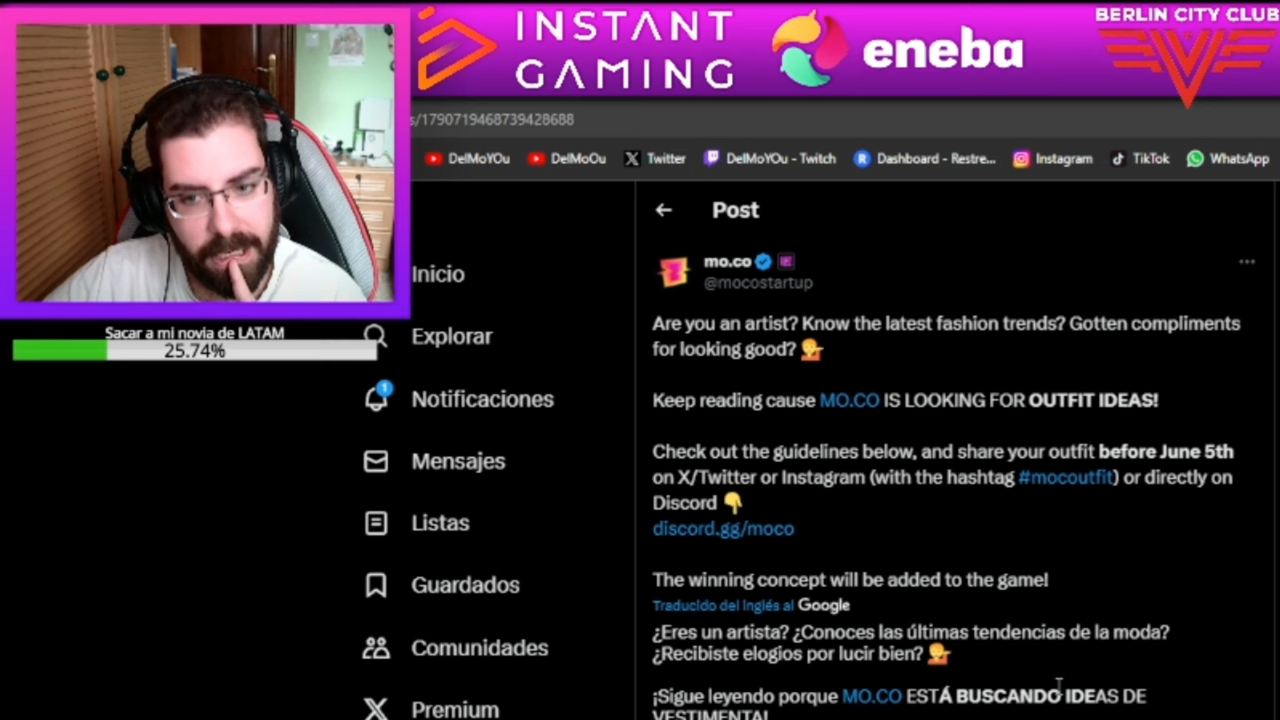 INSTANT
GAMING
eneba
BERLIN CITY CLUB
s/1790719468739428688
DelMoYOu
DelMoOu
Twitter
DelMoYOu - Twitch
Dashboard - Restre...
Instagram
TikTok
WhatsApp
Sacar a mi novia de LATAM
25.74%
Inicio
Explorar
1
Notificaciones
Mensajes
Listas
Guardados
Comunidades
Premium
Post
mo.co
@mocostartup
Are you an artist? Know the latest fashion trends? Gotten compliments
for looking good?
Keep reading cause MO.CO IS LOOKING FOR OUTFIT IDEAS!
Check out the guidelines below, and share your outfit before June 5th
on X/Twitter or Instagram (with the hashtag #mocoutfit) or directly on
Discord
discord.gg/moco
The winning concept will be added to the game!
Traducido del inglés al Google
¿Eres un artista? ¿Conoces las últimas tendencias de la moda?
¿Recibiste elogios por lucir bien?
¡Sigue leyendo porque MO.CO ESTÁ BUSCANDO IDEAS DE
VESTIMENTA!